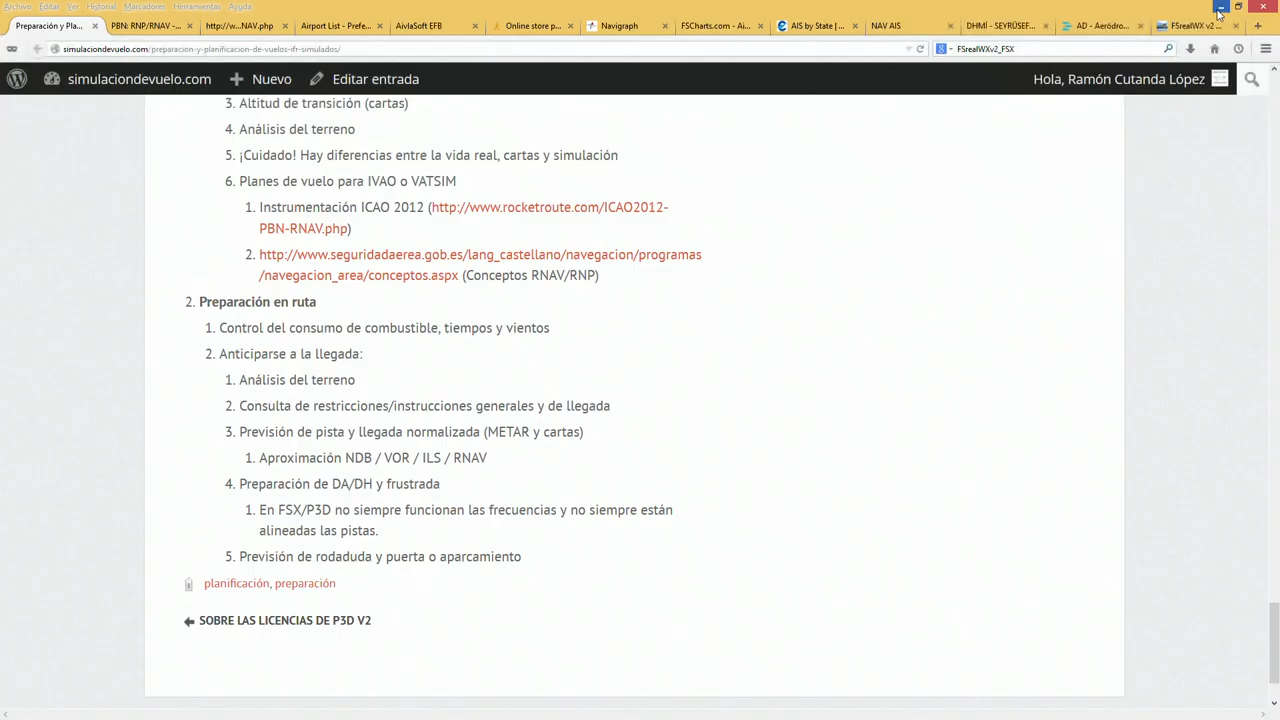 Archivo Editar Ver Historial Marcadores Herramientas Ayuda
Preparación y Pla... PBN: RNP/RNAV -... http://w...NAV.php Airport List - Prefe... AivlaSoft EFB Online store p... Navigraph FSCharts.com - Ai... AIS by State | ... NAV AIS DHMİ - SEYRÜSEF... AD - Aeródro... FSrealWX v2 ...
simulaciondevuelo.com/preparacion-y-planificacion-de-vuelos-ifr-simulados/ FSrealWXv2_FSX
simulaciondevuelo.com Nuevo Editar entrada Hola, Ramón Cutanda López
3. Altitud de transición (cartas)
4. Análisis del terreno
5. ¡Cuidado! Hay diferencias entre la vida real, cartas y simulación
6. Planes de vuelo para IVAO o VATSIM
1. Instrumentación ICAO 2012 (http://www.rocketroute.com/ICAO2012-
PBN-RNAV.php)
2. http://www.seguridadaerea.gob.es/lang_castellano/navegacion/programas
/navegacion_area/conceptos.aspx (Conceptos RNAV/RNP)
2. Preparación en ruta
1. Control del consumo de combustible, tiempos y vientos
2. Anticiparse a la llegada:
1. Análisis del terreno
2. Consulta de restricciones/instrucciones generales y de llegada
3. Previsión de pista y llegada normalizada (METAR y cartas)
1. Aproximación NDB / VOR / ILS / RNAV
4. Preparación de DA/DH y frustrada
1. En FSX/P3D no siempre funcionan las frecuencias y no siempre están
alineadas las pistas.
5. Previsión de rodaduda y puerta o aparcamiento
planificación, preparación
SOBRE LAS LICENCIAS DE P3D V2